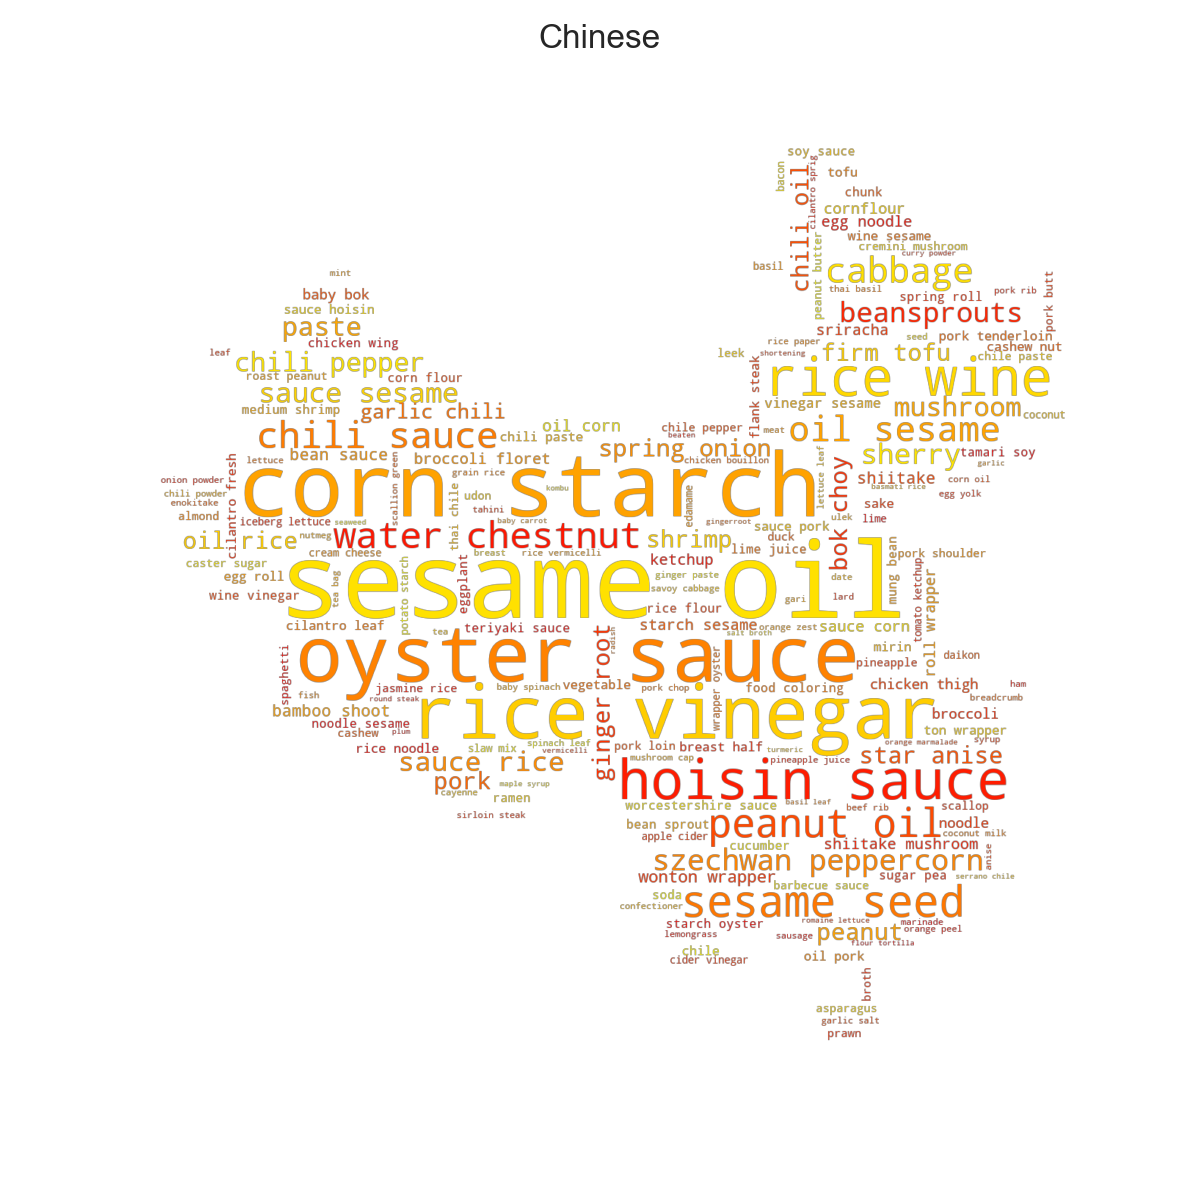 Chinese
soy sauce
bacon
chili oil
cilantro sprig
tofu
chunk
cornflour
egg noodle
wine sesame
cremini mushroom
curry powder
peanut butter
basil
cabbage
thai basil
pork rib
pork butt
spring roll
beansprouts
mint
baby bok
sauce hoisin
paste
chicken wing
leaf
chili pepper
roast peanut
corn flour
sauce sesame
medium shrimp
garlic chili
sriracha
seed
pork tenderloin
cashew nut
rice paper
shortening
leek
firm tofu
chile paste
flank steak
rice wine
vinegar sesame
mushroom
coconut
chili sauce
oil corn
chili paste
chile pepper
beaten
meat
oil sesame
spring onion
bean sauce
broccoli floret
chicken bouillon
lettuce
cilantro fresh
scallion green
grain rice
sherry
tamari soy
garlic
lettuce leaf
bok choy
shiitake
basmati rice
corn oil
egg yolk
onion powder
chili powder
enokitake
almond
corn starch
udon
kombu
tahini
thai chile
edamame
sake
lime
ulek
iceberg lettuce
seaweed
baby carrot
gingerroot
sauce pork
duck
oil rice
nutmeg
water chestnut
shrimp
lime juice
caster sugar
cream cheese
breast
rice vermicelli
ketchup
mung bean
pork shoulder
egg roll
tea bag
potato starch
eggplant
sesame oil
ginger paste
savoy cabbage
date
gari
lard
tomato ketchup
roll wrapper
wine vinegar
rice flour
cilantro leaf
tea
teriyaki sauce
ginger root
radish
starch sesame
orange zest
salt broth
sauce corn
mirin
daikon
spaghetti
oyster sauce
wrapper oyster
pineapple
jasmine rice
baby spinach
vegetable
pork chop
food coloring
chicken thigh
ham
breadcrumb
fish
round steak
bamboo shoot
noodle sesame
cashew
plum
rice vinegar
broccoli
ton wrapper
syrup
orange marmalade
rice noodle
slaw mix
spinach leaf
vermicelli
pork loin
breast half
turmeric
mushroom cap
pineapple juice
star anise
sauce rice
pork
maple syrup
cayenne
ramen
sirloin steak
hoisin sauce
worcestershire sauce
basil leaf
beef rib
scallop
bean sprout
apple cider
peanut oil
noodle
coconut milk
cucumber
shiitake mushroom
anise
szechwan peppercorn
wonton wrapper
barbecue sauce
sugar pea
serrano chile
soda
confectioner
sesame seed
starch oyster
lemongrass
romaine lettuce
marinade
sausage
peanut
orange peel
flour tortilla
chile
cider vinegar
oil pork
broth
asparagus
garlic salt
prawn